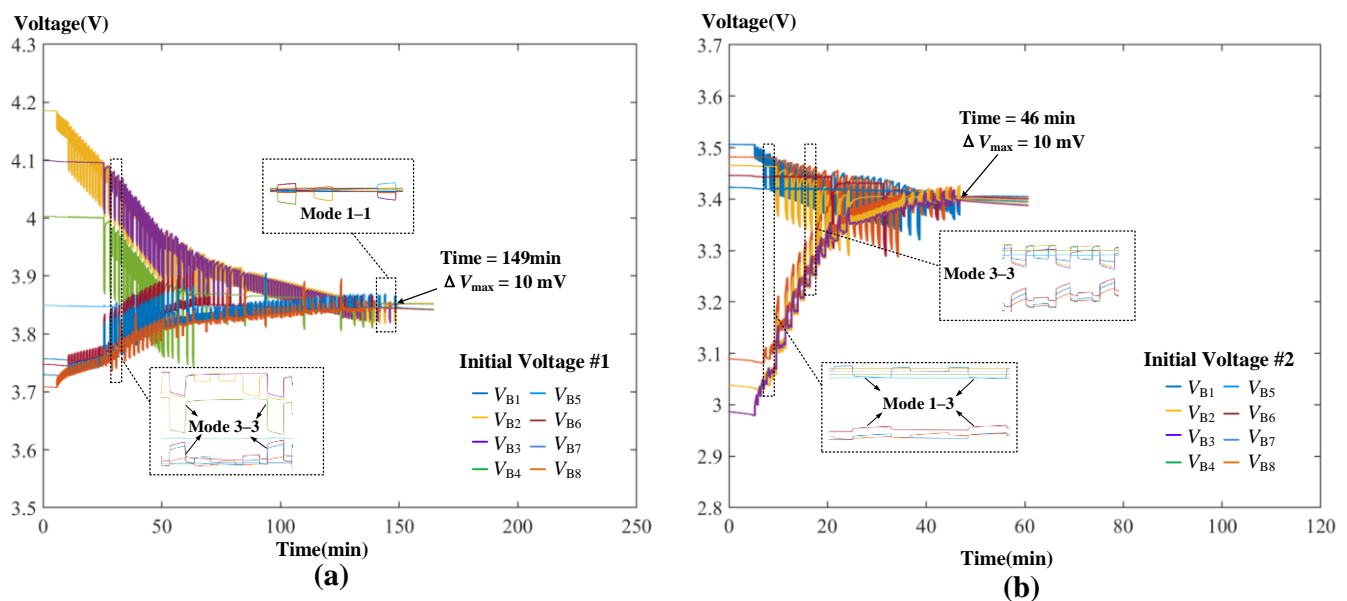 Voltage(V)
4.3
4.2
4.1
4
3.9
3.8
3.7
3.6
3.5
0
50
100
150
200
250
Time(min)
Mode 1–1
Time = 149min
Δ Vmax = 10 mV
Mode 3–3
Initial Voltage #1
VB1 VB5
VB2 VB6
VB3 VB7
VB4 VB8
(a)
Voltage(V)
3.7
3.6
3.5
3.4
3.3
3.2
3.1
3
2.9
2.8
0
20
40
60
80
100
120
Time(min)
Time = 46 min
Δ Vmax = 10 mV
Mode 3–3
Mode 1–3
Initial Voltage #2
VB1 VB5
VB2 VB6
VB3 VB7
VB4 VB8
(b)